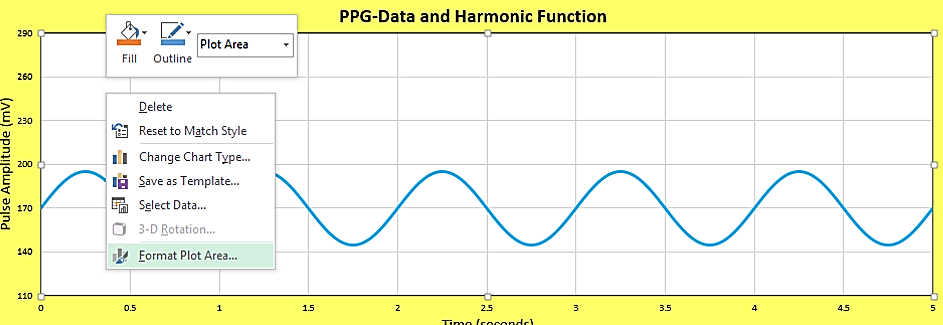 PPG-Data and Harmonic Function
Fill
Outline
Plot Area
Delete
Reset to Match Style
Change Chart Type...
Save as Template...
Select Data...
3-D Rotation...
Format Plot Area...
Pulse Amplitude (mV)
290
260
230
200
170
140
110
0 0.5 1 1.5 2 2.5 3 3.5 4 4.5 5
Time (seconds)